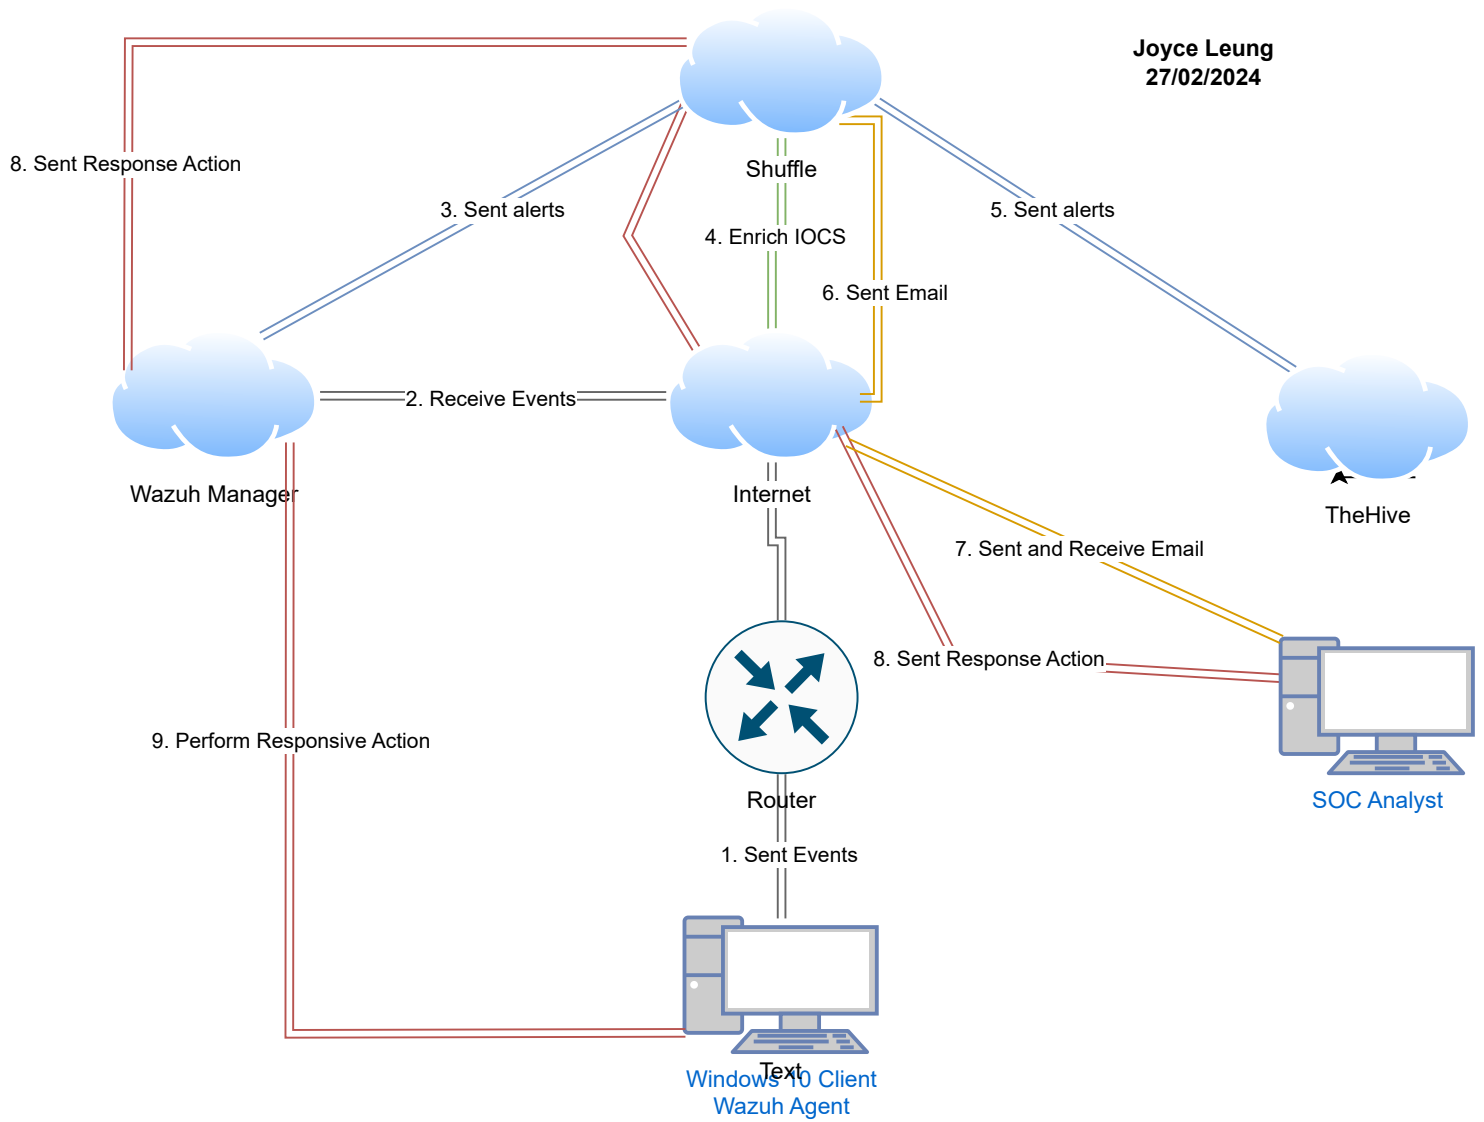 Joyce Leung
27/02/2024
8. Sent Response Action
Shuffle
3. Sent alerts
5. Sent alerts
4. Enrich IOCS
6. Sent Email
2. Receive Events
Wazuh Manager
Internet
TheHive
7. Sent and Receive Email
8. Sent Response Action
9. Perform Responsive Action
Router
SOC Analyst
1. Sent Events
Text
Windows 10 Client
Wazuh Agent